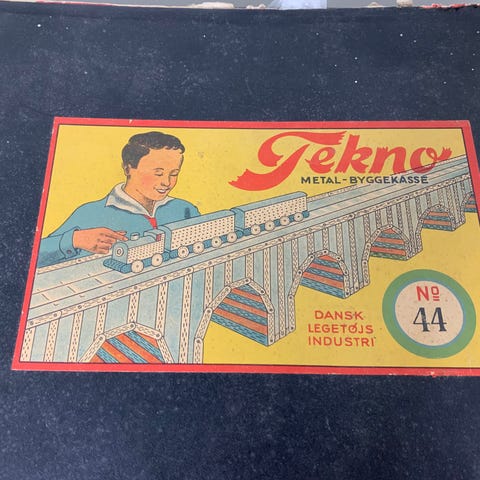 Tekno
METAL-BYGGEKASSE
No
44
DANSK
LEGETØJS
INDUSTRI